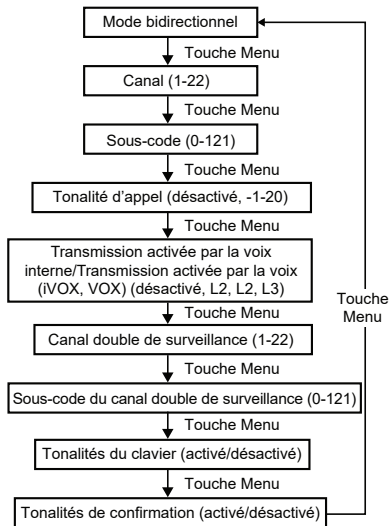 Mode bidirectionnel
Touche Menu
Canal (1-22)
Touche Menu
Sous-code (0-121)
Touche Menu
Tonalité d'appel (désactivé, -1-20)
Touche Menu
Transmission activée par la voix
interne/Transmission activée par la voix
(iVOX, VOX) (désactivé, L2, L2, L3)
Touche Menu
Canal double de surveillance (1-22)
Touche Menu
Sous-code du canal double de surveillance (0-121)
Touche Menu
Tonalités du clavier (activé/désactivé)
Touche Menu
Tonalités de confirmation (activé/désactivé)
Touche
Menu